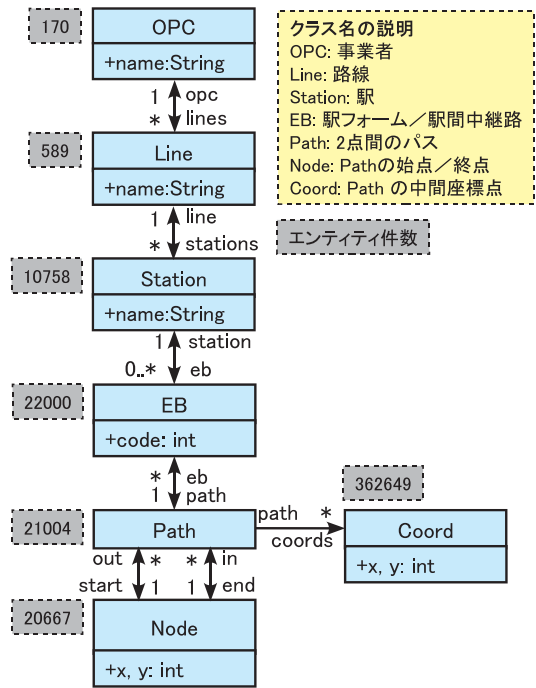 170
OPC
+name:String
クラス名の説明
OPC: 事業者
Line: 路線
Station: 駅
EB: 駅フォーム／駅間中継路
Path: 2点間のパス
Node: Pathの始点／終点
Coord: Path の中間座標点
1 opc
* lines
589
Line
+name:String
1 line
* stations
エンティティ件数
10758
Station
+name:String
1 station
0..* eb
22000
EB
+code: int
* eb
1 path
362649
21004
Path
path *
coords
Coord
+x, y: int
out * * in
start 1 1 end
20667
Node
+x, y: int